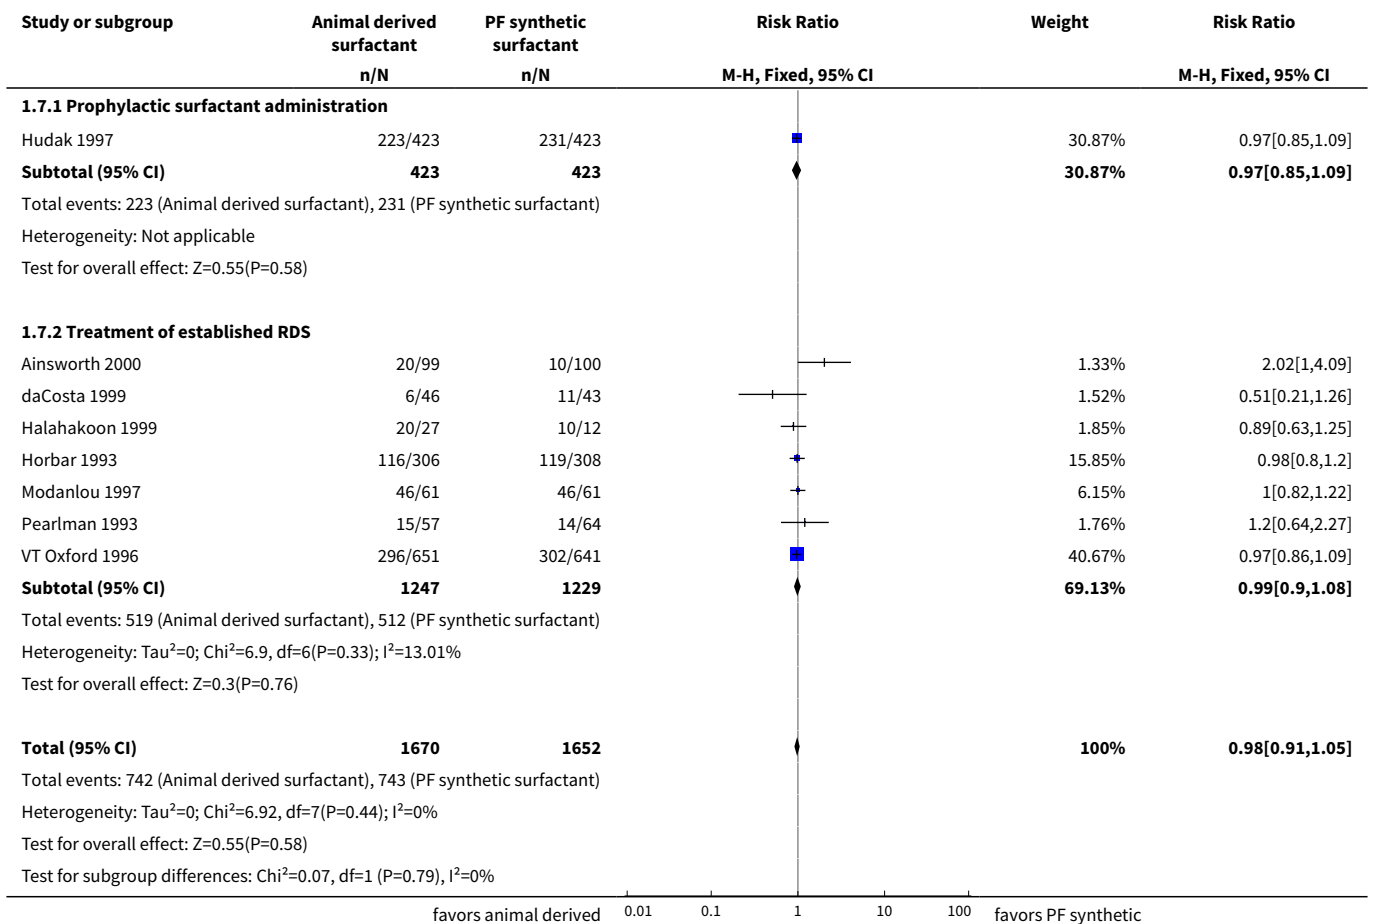 Study or subgroup Animal derived surfactant PF synthetic surfactant Risk Ratio Weight Risk Ratio
n/N n/N M-H, Fixed, 95% CI M-H, Fixed, 95% CI
1.7.1 Prophylactic surfactant administration
Hudak 1997 223/423 231/423 30.87% 0.97[0.85,1.09]
Subtotal (95% CI) 423 423 30.87% 0.97[0.85,1.09]
Total events: 223 (Animal derived surfactant), 231 (PF synthetic surfactant)
Heterogeneity: Not applicable
Test for overall effect: Z=0.55(P=0.58)
1.7.2 Treatment of established RDS
Ainsworth 2000 20/99 10/100 1.33% 2.02[1,4.09]
daCosta 1999 6/46 11/43 1.52% 0.51[0.21,1.26]
Halahakoon 1999 20/27 10/12 1.85% 0.89[0.63,1.25]
Horbar 1993 116/306 119/308 15.85% 0.98[0.8,1.2]
Modanlou 1997 46/61 46/61 6.15% 1[0.82,1.22]
Pearlman 1993 15/57 14/64 1.76% 1.2[0.64,2.27]
VT Oxford 1996 296/651 302/641 40.67% 0.97[0.86,1.09]
Subtotal (95% CI) 1247 1229 69.13% 0.99[0.9,1.08]
Total events: 519 (Animal derived surfactant), 512 (PF synthetic surfactant)
Heterogeneity: Tau²=0; Chi²=6.9, df=6(P=0.33); I²=13.01%
Test for overall effect: Z=0.3(P=0.76)
Total (95% CI) 1670 1652 100% 0.98[0.91,1.05]
Total events: 742 (Animal derived surfactant), 743 (PF synthetic surfactant)
Heterogeneity: Tau²=0; Chi²=6.92, df=7(P=0.44); I²=0%
Test for overall effect: Z=0.55(P=0.58)
Test for subgroup differences: Chi²=0.07, df=1 (P=0.79), I²=0%
favors animal derived 0.01 0.1 1 10 100 favors PF synthetic